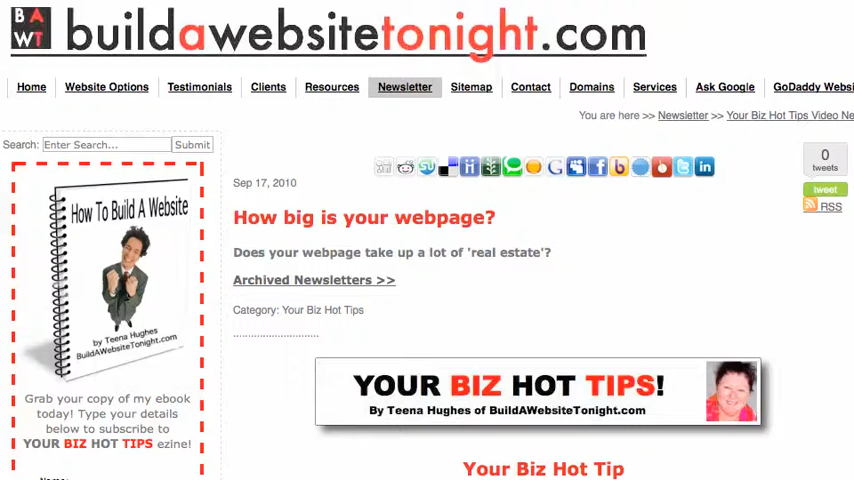 BA
WT
buildawebsitetonight.com
Home Website Options Testimonials Clients Resources Newsletter Sitemap Contact Domains Services Ask Google GoDaddy Websi
You are here >> Newsletter >> Your Biz Hot Tips Video Ne
Search: Enter Search... Submit
0
tweets
tweet
RSS
Sep 17, 2010
How big is your webpage?
Does your webpage take up a lot of 'real estate'?
Archived Newsletters >>
Category: Your Biz Hot Tips
How To Build A Website
by Teena Hughes
BuildAWebsiteTonight.com
Grab your copy of my ebook
today! Type your details
below to subscribe to
YOUR BIZ HOT TIPS ezine!
YOUR BIZ HOT TIPS!
By Teena Hughes of BuildAWebsiteTonight.com
Your Biz Hot Tip